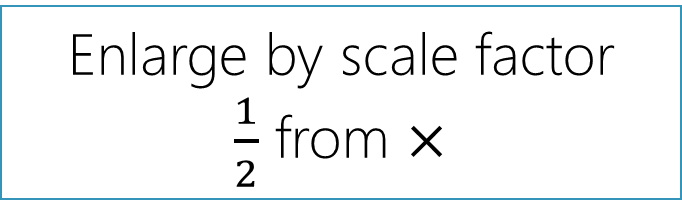 Enlarge by scale factor
1/2 from ×